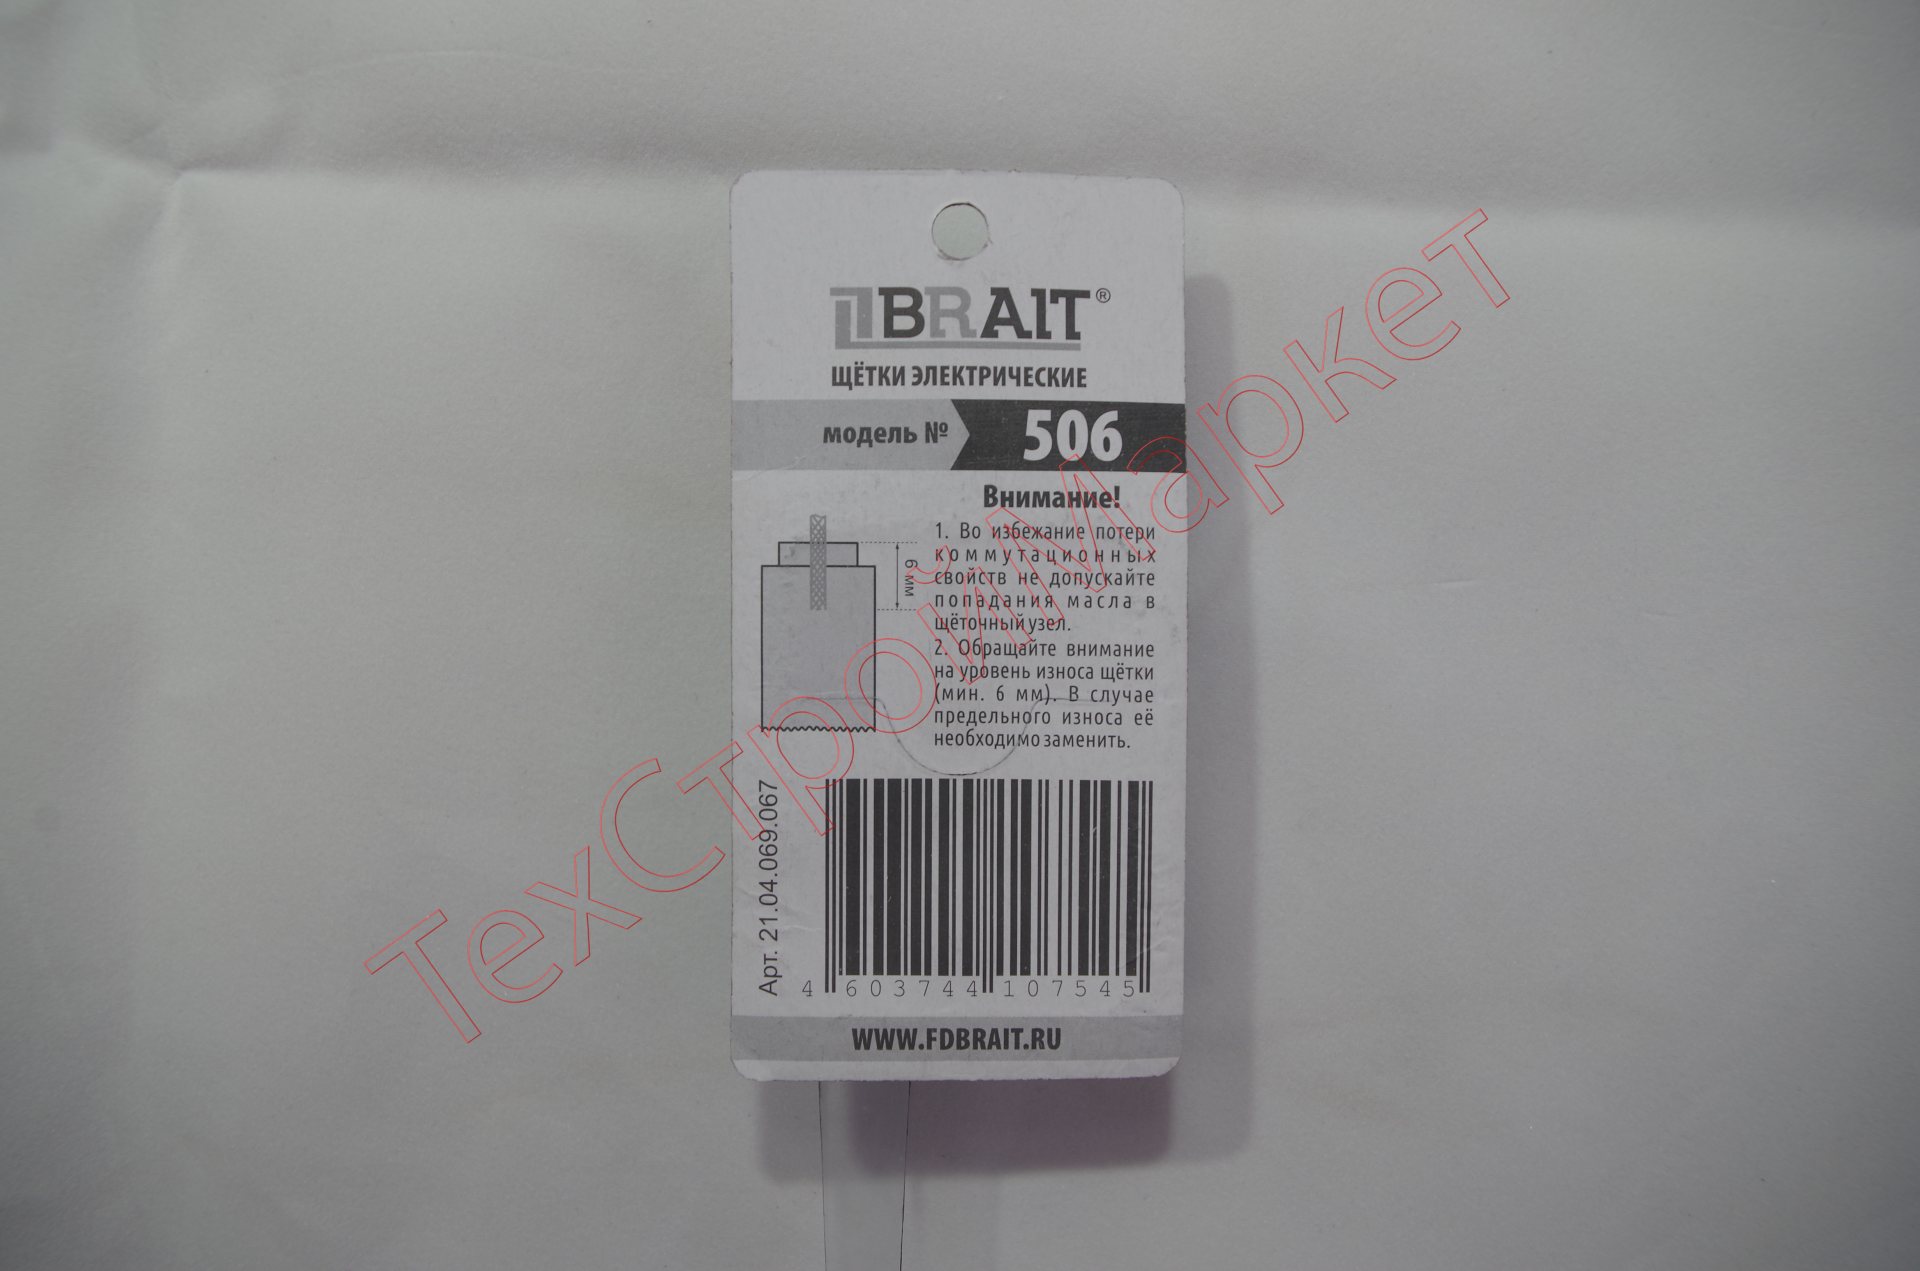 BRAIT®
ЩЁТКИ ЭЛЕКТРИЧЕСКИЕ
модель № 506
Внимание!
1. Во избежание потери
коммутационных
свойств не допускайте
попадания масла в
щёточный узел.
2. Обращайте внимание
на уровень износа щётки
(мин. 6 мм). В случае
предельного износа её
необходимо заменить.
6 мм
Арт. 21.04.069.067
4 603744 107545
WWW.FDBRAIT.RU
ТехСтройМаркет